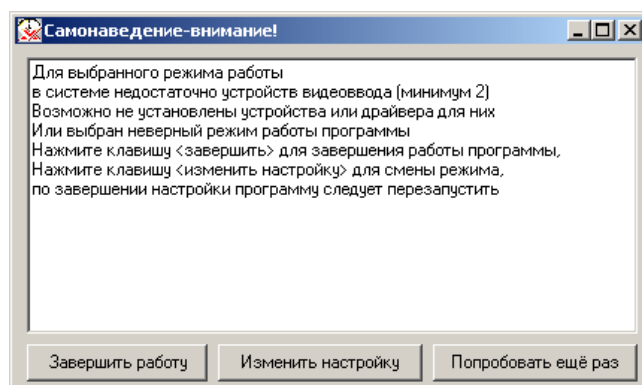 Самонаведение-внимание!
Для выбранного режима работы
в системе недостаточно устройств видеоввода (минимум 2)
Возможно не установлены устройства или драйвера для них
Или выбран неверный режим работы программы
Нажмите клавишу <завершить> для завершения работы программы,
Нажмите клавишу <изменить настройку> для смены режима,
по завершении настройки программу следует перезапустить
Завершить работу
Изменить настройку
Попробовать ещё раз